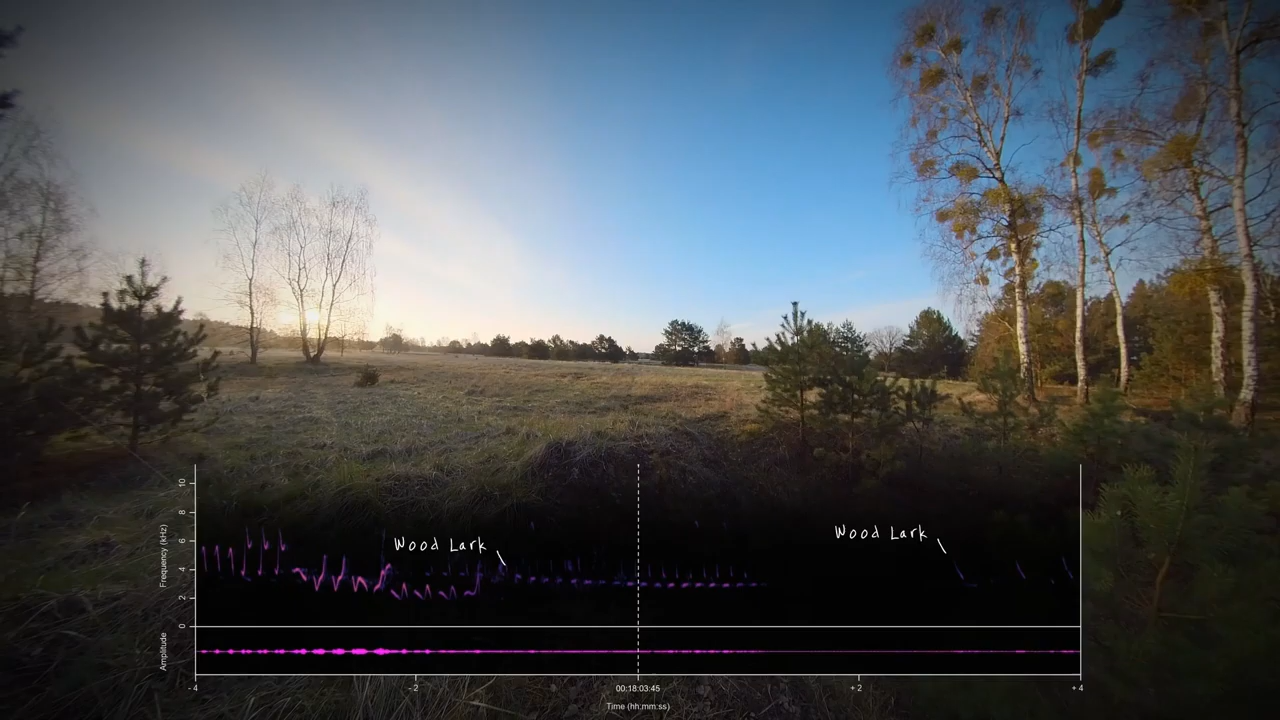 10
8
6
4
2
0
Frequency (kHz)
Amplitude
Wood Lark
Wood Lark
-4
-2
00:18:03:45
+2
+4
Time (hh:mm:ss)